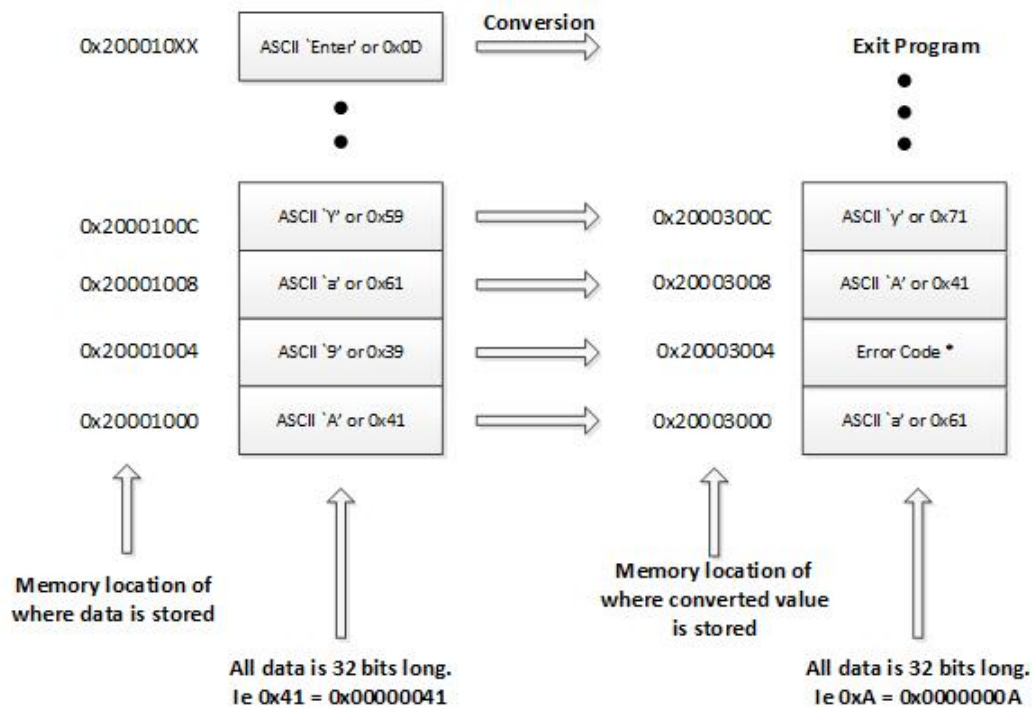 Conversion
0x200010XX
ASCII `Enter' or 0x0D
Exit Program
0x2000100C
ASCII `Y' or 0x59
0x2000300C
ASCII `y' or 0x71
0x20001008
ASCII `a' or 0x61
0x20003008
ASCII `A' or 0x41
0x20001004
ASCII `9' or 0x39
0x20003004
Error Code *
0x20001000
ASCII `A' or 0x41
0x20003000
ASCII `a' or 0x61
Memory location of
where data is stored
Memory location of
where converted value
is stored
All data is 32 bits long.
Ie 0x41 = 0x00000041
All data is 32 bits long.
Ie 0xA = 0x0000000A